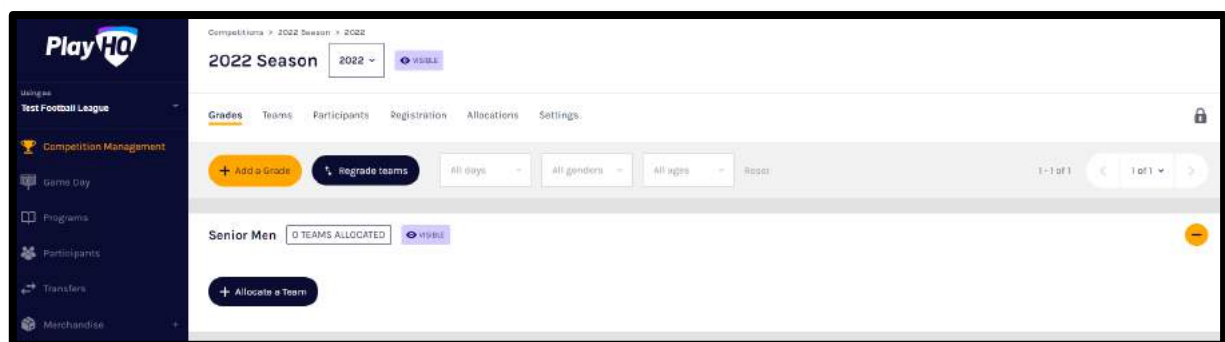 PlayHQ
Using as
Test Football League
Competition Management
Game Day
Programs
Participants
Transfers
Merchandise +
Competitions > 2022 Season > 2022
2022 Season 2022 VISIBLE
Grades Teams Participants Registration Allocations Settings
+ Add a Grade Regrade teams All days All genders All ages Reset 1 - 1 of 1 < 1 of 1 >
Senior Men 0 TEAMS ALLOCATED VISIBLE
+ Allocate a Team